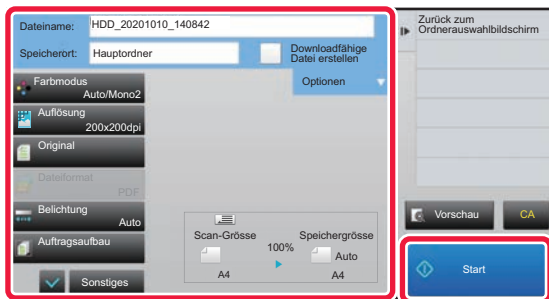 Dateiname:
HDD_20201010_140842
Speicherort:
Hauptordner
Downloadfähige
Datei erstellen
Optionen
Farbmodus
Auto/Mono2
Auflösung
200x200dpi
Original
Dateiformat
PDF
Belichtung
Auto
Auftragsaufbau
Sonstiges
Scan-Grösse
A4
100%
Speichergrösse
Auto
A4
Zurück zum
Ordnerauswahlbildschirm
Vorschau
CA
Start